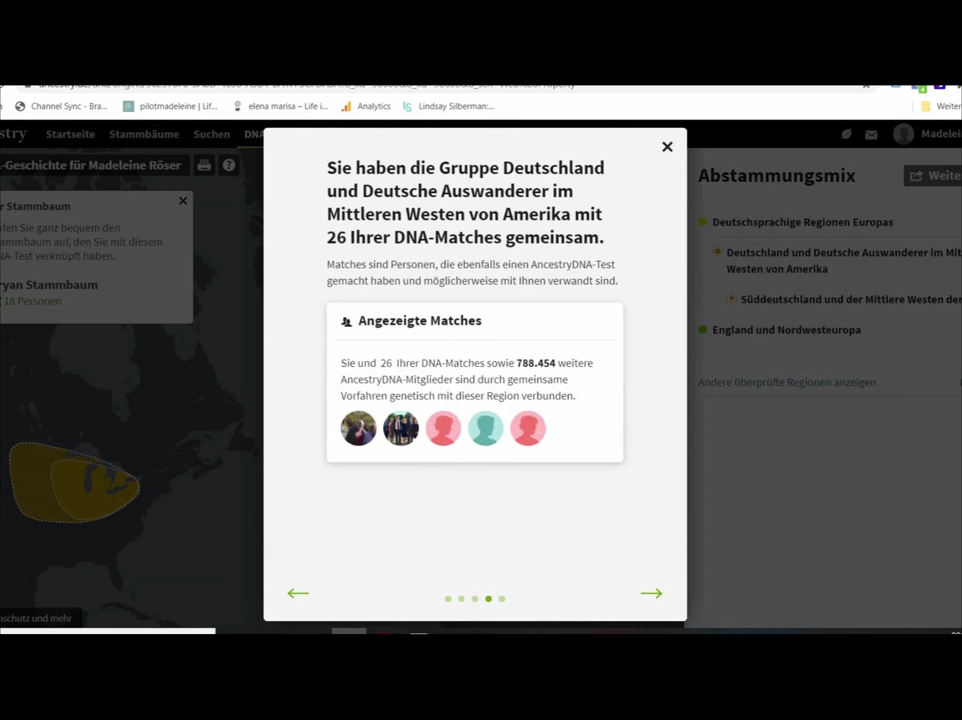 Channel Sync - Bra...
pilotmadeleine | Lif...
elena marisa – Life i...
Analytics
Lindsay Silberman:...
Weiter
Startseite
Stammbäume
Suchen
DNA
Madelei
-Geschichte für Madeleine Röser
Stammbaum
Sie ganz bequem den
auf, den Sie mit diesem
-Test verknüpft haben.
Stammbaum
18 Personen
Sie haben die Gruppe Deutschland
und Deutsche Auswanderer im
Mittleren Westen von Amerika mit
26 Ihrer DNA-Matches gemeinsam.
Matches sind Personen, die ebenfalls einen AncestryDNA-Test
gemacht haben und möglicherweise mit Ihnen verwandt sind.
Angezeigte Matches
Sie und 26 Ihrer DNA-Matches sowie 788.454 weitere
AncestryDNA-Mitglieder sind durch gemeinsame
Vorfahren genetisch mit dieser Region verbunden.
Abstammungsmix
Weite
Deutschsprachige Regionen Europas
Deutschland und Deutsche Auswanderer im Mit
Westen von Amerika
Süddeutschland und der Mittlere Westen der
England und Nordwesteuropa
Andere überprüfte Regionen anzeigen
nschutz und mehr